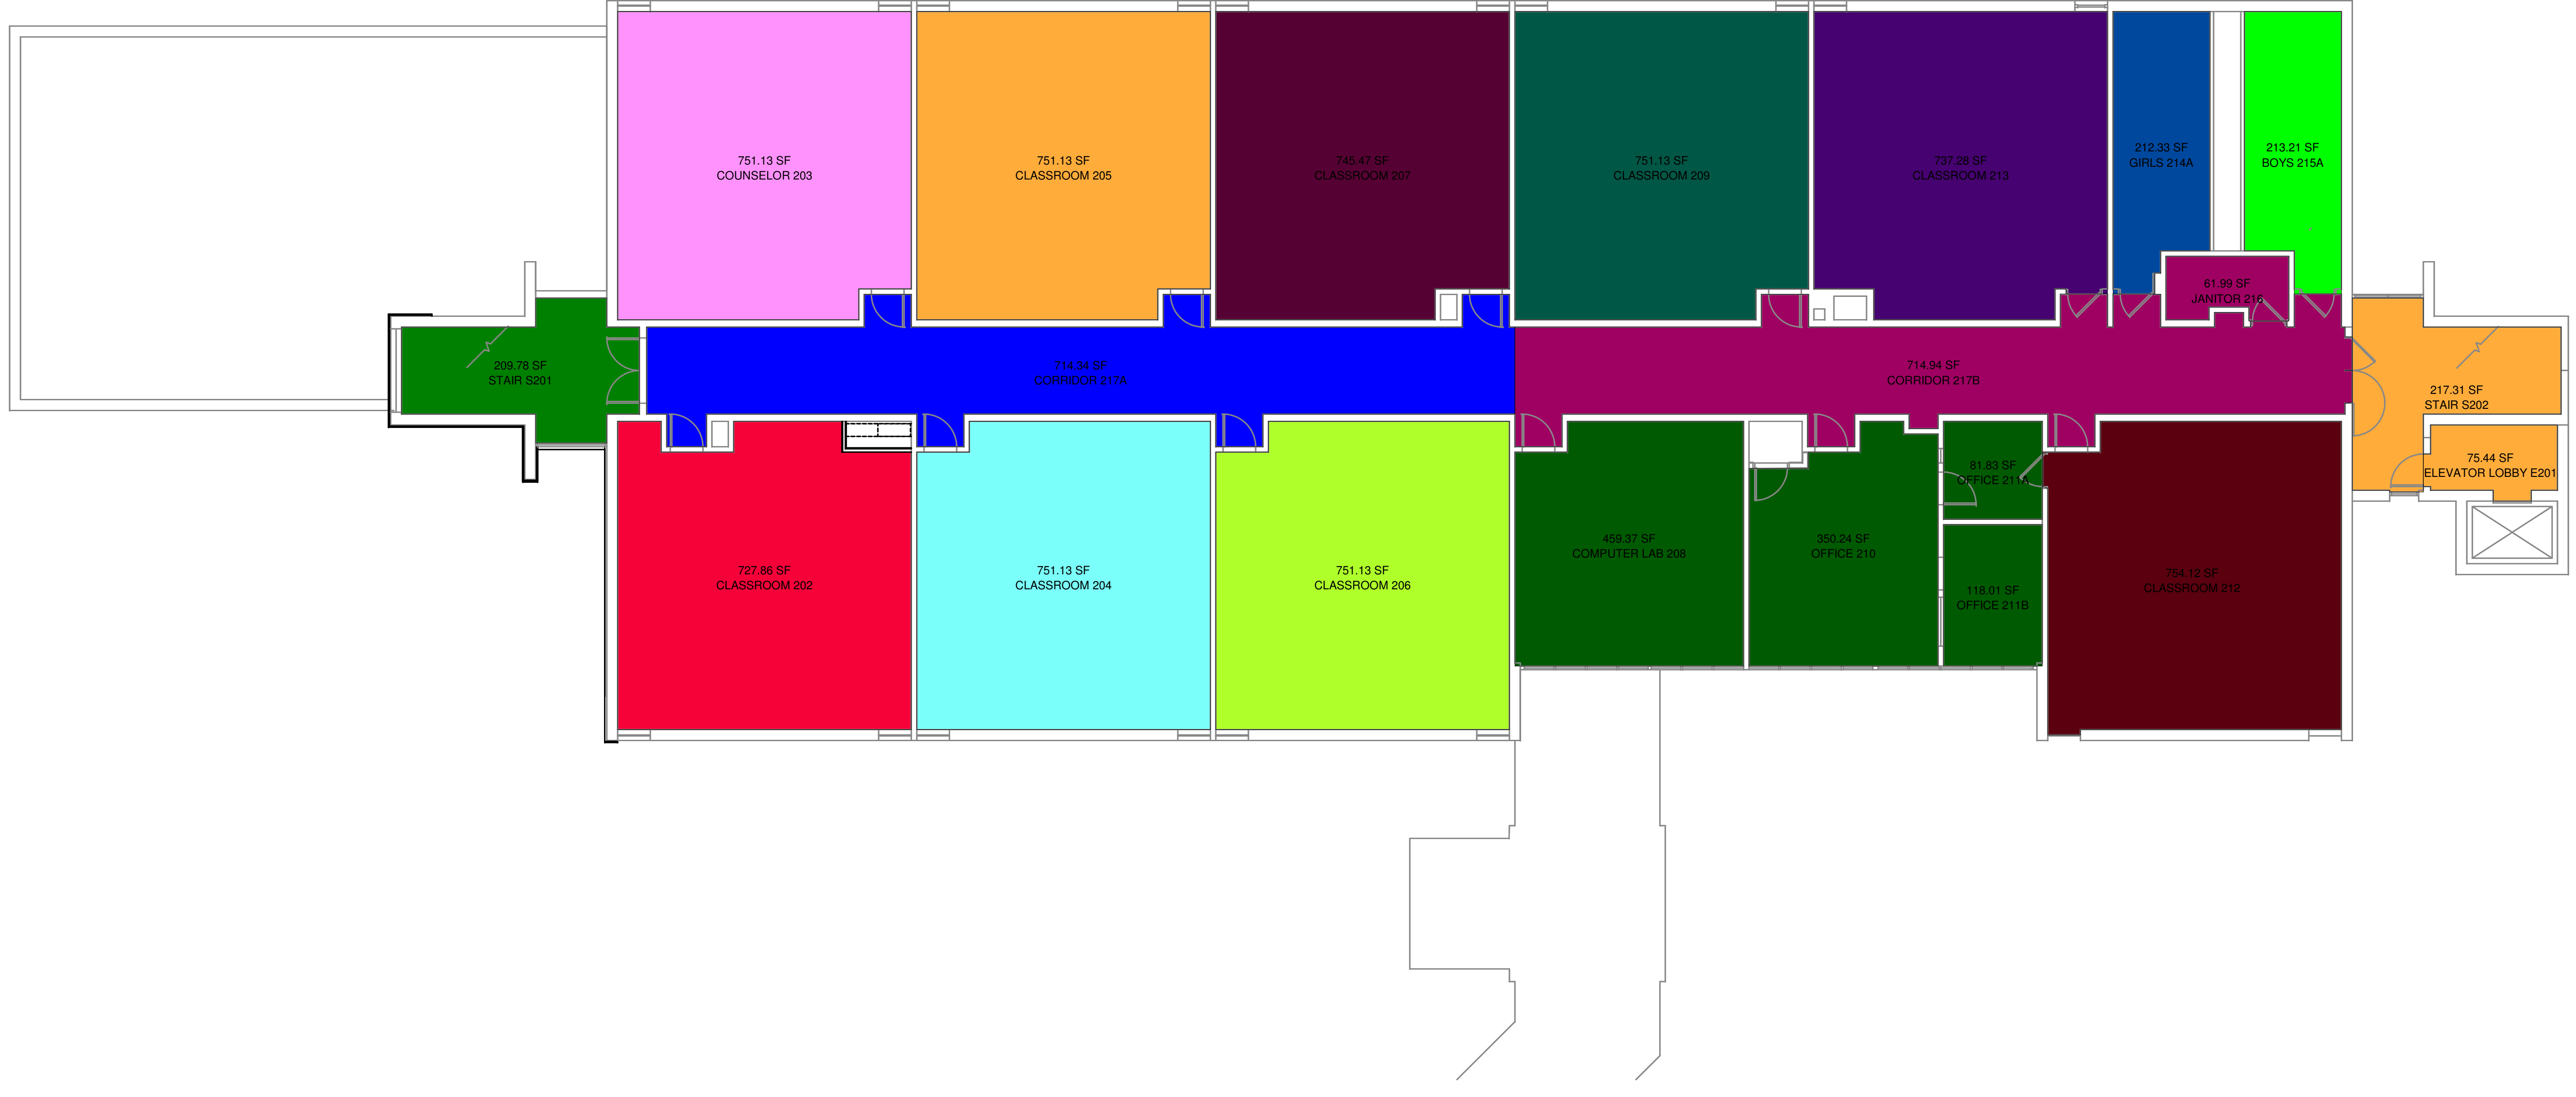 751.13 SF
COUNSELOR 203
751.13 SF
CLASSROOM 205
745.47 SF
CLASSROOM 207
751.13 SF
CLASSROOM 209
737.28 SF
CLASSROOM 213
212.33 SF
GIRLS 214A
213.21 SF
BOYS 215A
61.99 SF
JANITOR 216
209.78 SF
STAIR S201
714.34 SF
CORRIDOR 217A
714.94 SF
CORRIDOR 217B
217.31 SF
STAIR S202
75.44 SF
ELEVATOR LOBBY E201
727.86 SF
CLASSROOM 202
751.13 SF
CLASSROOM 204
751.13 SF
CLASSROOM 206
459.37 SF
COMPUTER LAB 208
350.24 SF
OFFICE 210
81.83 SF
OFFICE 211A
118.01 SF
OFFICE 211B
754.12 SF
CLASSROOM 212